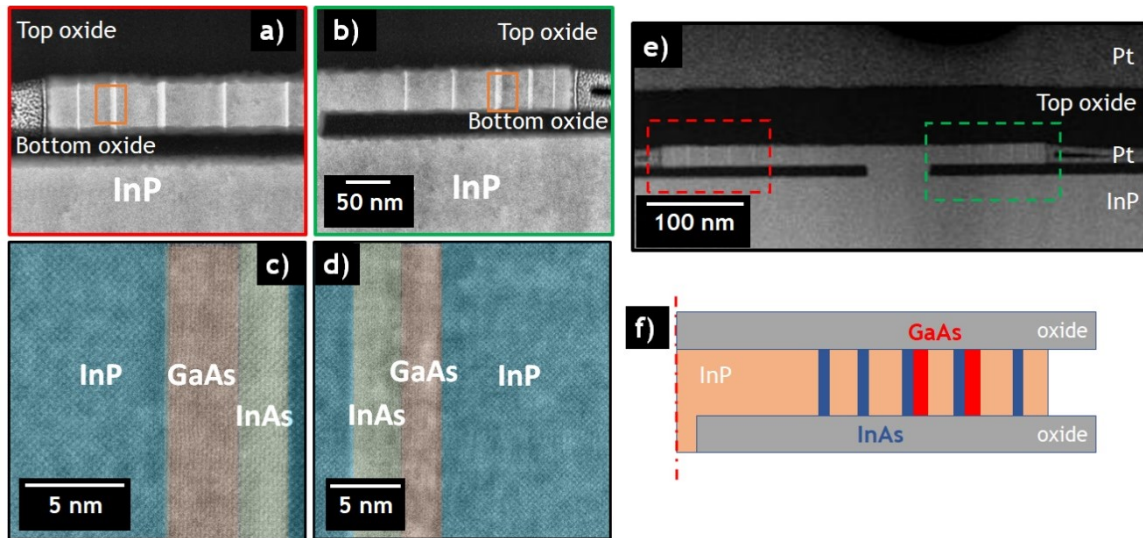 Top oxide
a)
Bottom oxide
InP
b)
Top oxide
Bottom oxide
50 nm
InP
e)
Pt
Top oxide
Pt
InP
100 nm
c)
InP
GaAs
InAs
5 nm
d)
InAs
GaAs
InP
5 nm
f)
GaAs
oxide
InP
InAs
oxide